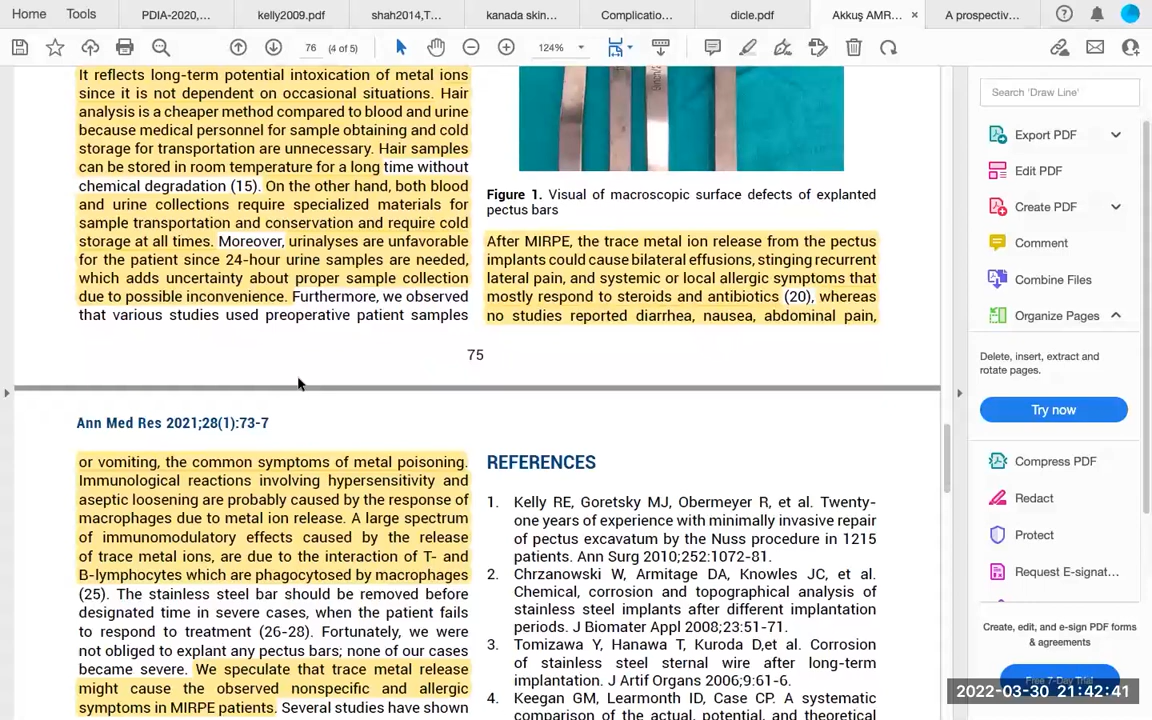 Home
Tools
PDIA-2020,...
kelly2009.pdf
shah2014,T...
kanada skin...
Complicatio...
dicle.pdf
Akkuş AMR...
A prospectiv...
76
(4 of 5)
124%
It reflects long-term potential intoxication of metal ions
since it is not dependent on occasional situations. Hair
analysis is a cheaper method compared to blood and urine
because medical personnel for sample obtaining and cold
storage for transportation are unnecessary. Hair samples
can be stored in room temperature for a long time without
chemical degradation (15). On the other hand, both blood
and urine collections require specialized materials for
sample transportation and conservation and require cold
storage at all times. Moreover, urinalyses are unfavorable
for the patient since 24-hour urine samples are needed,
which adds uncertainty about proper sample collection
due to possible inconvenience. Furthermore, we observed
that various studies used preoperative patient samples
Figure 1. Visual of macroscopic surface defects of explanted
pectus bars
After MIRPE, the trace metal ion release from the pectus
implants could cause bilateral effusions, stinging recurrent
lateral pain, and systemic or local allergic symptoms that
mostly respond to steroids and antibiotics (20), whereas
no studies reported diarrhea, nausea, abdominal pain,
75
Ann Med Res 2021;28(1):73-7
or vomiting, the common symptoms of metal poisoning.
Immunological reactions involving hypersensitivity and
aseptic loosening are probably caused by the response of
macrophages due to metal ion release. A large spectrum
of immunomodulatory effects caused by the release
of trace metal ions, are due to the interaction of T- and
B-lymphocytes which are phagocytosed by macrophages
(25). The stainless steel bar should be removed before
designated time in severe cases, when the patient fails
to respond to treatment (26-28). Fortunately, we were
not obliged to explant any pectus bars; none of our cases
became severe. We speculate that trace metal release
might cause the observed nonspecific and allergic
symptoms in MIRPE patients. Several studies have shown
REFERENCES
1. Kelly RE, Goretsky MJ, Obermeyer R, et al. Twenty-
one years of experience with minimally invasive repair
of pectus excavatum by the Nuss procedure in 1215
patients. Ann Surg 2010;252:1072-81.
2. Chrzanowski W, Armitage DA, Knowles JC, et al.
Chemical, corrosion and topographical analysis of
stainless steel implants after different implantation
periods. J Biomater Appl 2008;23:51-71.
3. Tomizawa Y, Hanawa T, Kuroda D,et al. Corrosion
of stainless steel sternal wire after long-term
implantation. J Artif Organs 2006;9:61-6.
4. Keegan GM, Learmonth ID, Case CP. A systematic
comparison of the actual, potential, and theoretical
Search 'Draw Line'
Export PDF
Edit PDF
Create PDF
Comment
Combine Files
Organize Pages
Delete, insert, extract and
rotate pages.
Try now
Compress PDF
Redact
Protect
Request E-signat...
Create, edit, and e-sign PDF forms
& agreements
Free 7-Day Trial
2022-03-30 21:42:41